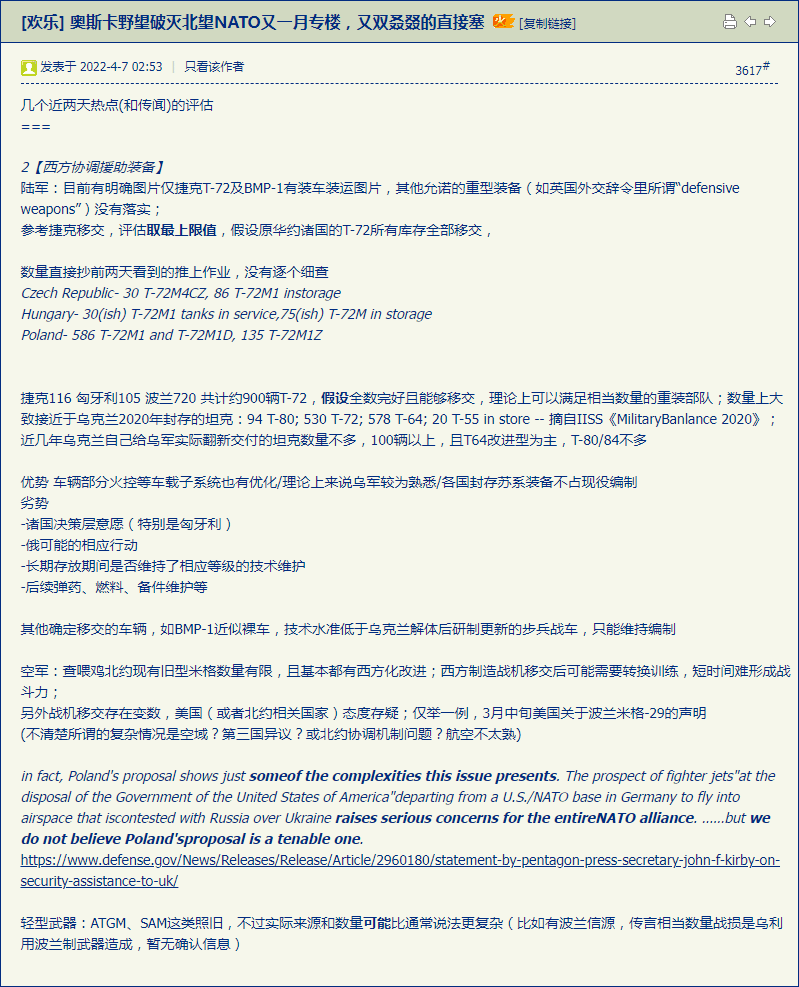 [欢乐] 奥斯卡野望破灭北望NATO又一月专楼，又双叒叕的直接塞 [复制链接]
发表于 2022-4-7 02:53 | 只看该作者
3617#
几个近两天热点(和传闻)的评估
===
2【西方协调援助装备】
陆军：目前有明确图片仅捷克T-72及BMP-1有装车装运图片，其他允诺的重型装备（如英国外交辞令里所谓“defensive
weapons”）没有落实；
参考捷克移交，评估取最上限值，假设原华约诸国的T-72所有库存全部移交，
数量直接抄前两天看到的推上作业，没有逐个细查
Czech Republic- 30 T-72M4CZ, 86 T-72M1 instorage
Hungary- 30(ish) T-72M1 tanks in service,75(ish) T-72M in storage
Poland- 586 T-72M1 and T-72M1D, 135 T-72M1Z
捷克116 匈牙利105 波兰720 共计约900辆T-72，假设全数完好且能够移交，理论上可以满足相当数量的重装部队；数量上大
致接近于乌克兰2020年封存的坦克：94 T-80; 530 T-72; 578 T-64; 20 T-55 in store -- 摘自IISS《MilitaryBanlance 2020》；
近几年乌克兰自己给乌军实际翻新交付的坦克数量不多，100辆以上，且T64改进型为主，T-80/84不多
优势 车辆部分火控等车载子系统也有优化/理论上来说乌军较为熟悉/各国封存苏系装备不占现役编制
劣势
-诸国决策层意愿（特别是匈牙利）
-俄可能的相应行动
-长期存放期间是否维持了相应等级的技术维护
-后续弹药、燃料、备件维护等
其他确定移交的车辆，如BMP-1近似裸车，技术水准低于乌克兰解体后研制更新的步兵战车，只能维持编制
空军：查喂鸡北约现有旧型米格数量有限，且基本都有西方化改进；西方制造战机移交后可能需要转换训练，短时间难形成战
斗力；
另外战机移交存在变数，美国（或者北约相关国家）态度存疑；仅举一例，3月中旬美国关于波兰米格-29的声明
(不清楚所谓的复杂情况是空域？第三国异议？或北约协调机制问题？航空不太熟)
in fact, Poland's proposal shows just someof the complexities this issue presents. The prospect of fighter jets"at the
disposal of the Government of the United States of America"departing from a U.S./NATO base in Germany to fly into
airspace that iscontested with Russia over Ukraine raises serious concerns for the entireNATO alliance. ......but we
do not believe Poland'sproposal is a tenable one.
https://www.defense.gov/News/Releases/Release/Article/2960180/statement-by-pentagon-press-secretary-john-f-kirby-on-
security-assistance-to-uk/
轻型武器：ATGM、SAM这类照旧，不过实际来源和数量可能比通常说法更复杂（比如有波兰信源，传言相当数量战损是乌利
用波兰制武器造成，暂无确认信息）